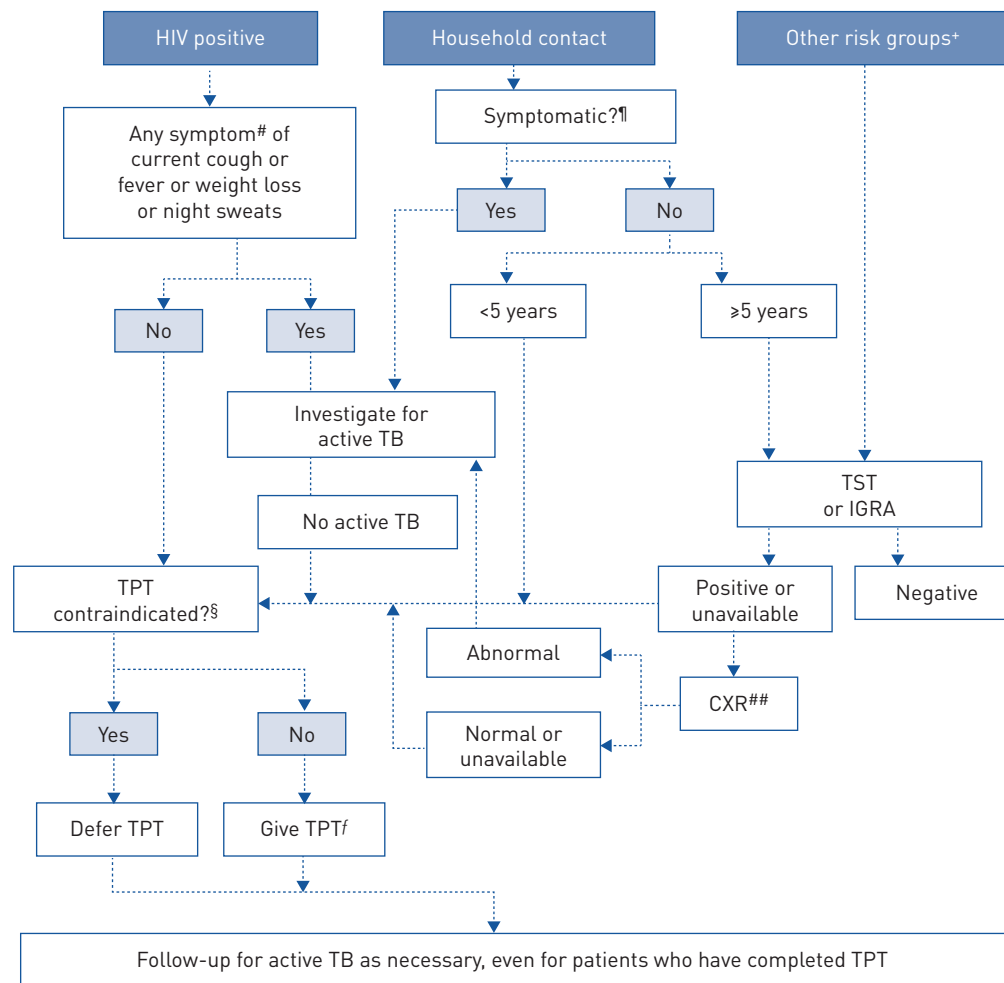 HIV positive
Household contact
Other risk groups+
Any symptom# of
current cough or
fever or weight loss
or night sweats
Symptomatic?¶
Yes
No
<5 years
≥5 years
No
Yes
Investigate for
active TB
TST
or IGRA
No active TB
TPT
contraindicated?§
Positive or
unavailable
Negative
Abnormal
CXR##
Yes
No
Normal or
unavailable
Defer TPT
Give TPTƒ
Follow-up for active TB as necessary, even for patients who have completed TPT